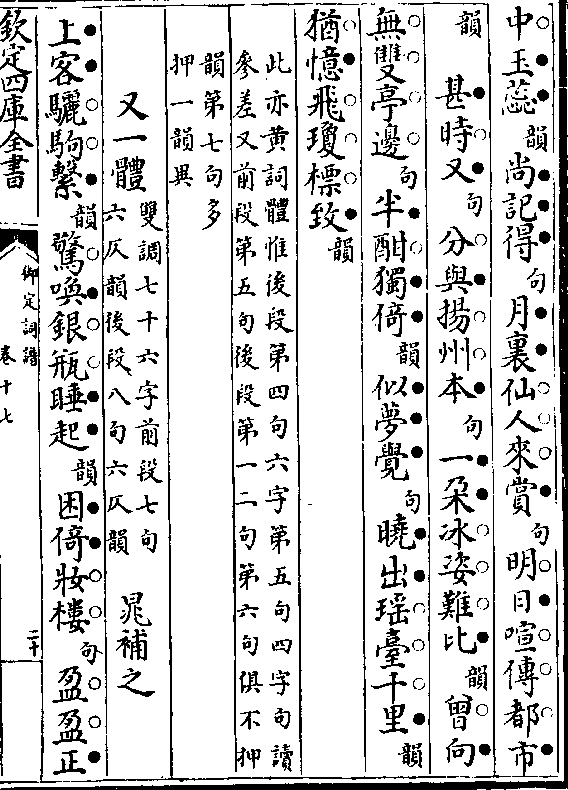 中玉蕊韻尚記得句月裏仙人來賞句明日喧傳都市
韻甚時又句分與揚州本句一朶冰姿難比韻曾向
無雙亭邊句半酣獨倚韻似夢覺句曉出瑶臺十里韻
猶憶飛瓊標致韻
此亦黄詞體惟後段第四句六字第五句四字句讀
參差又前段第五句後段第一二句第六句俱不押
韻第七句多
押一韻異
又一體雙調七十六字前段七句
六仄韻後段八句六仄韻晁補之
上客驪駒繫韻驚喚銀瓶睡起韻困倚妝樓句盈盈正
欽定四庫全書
御定詞譜
卷十七
二十